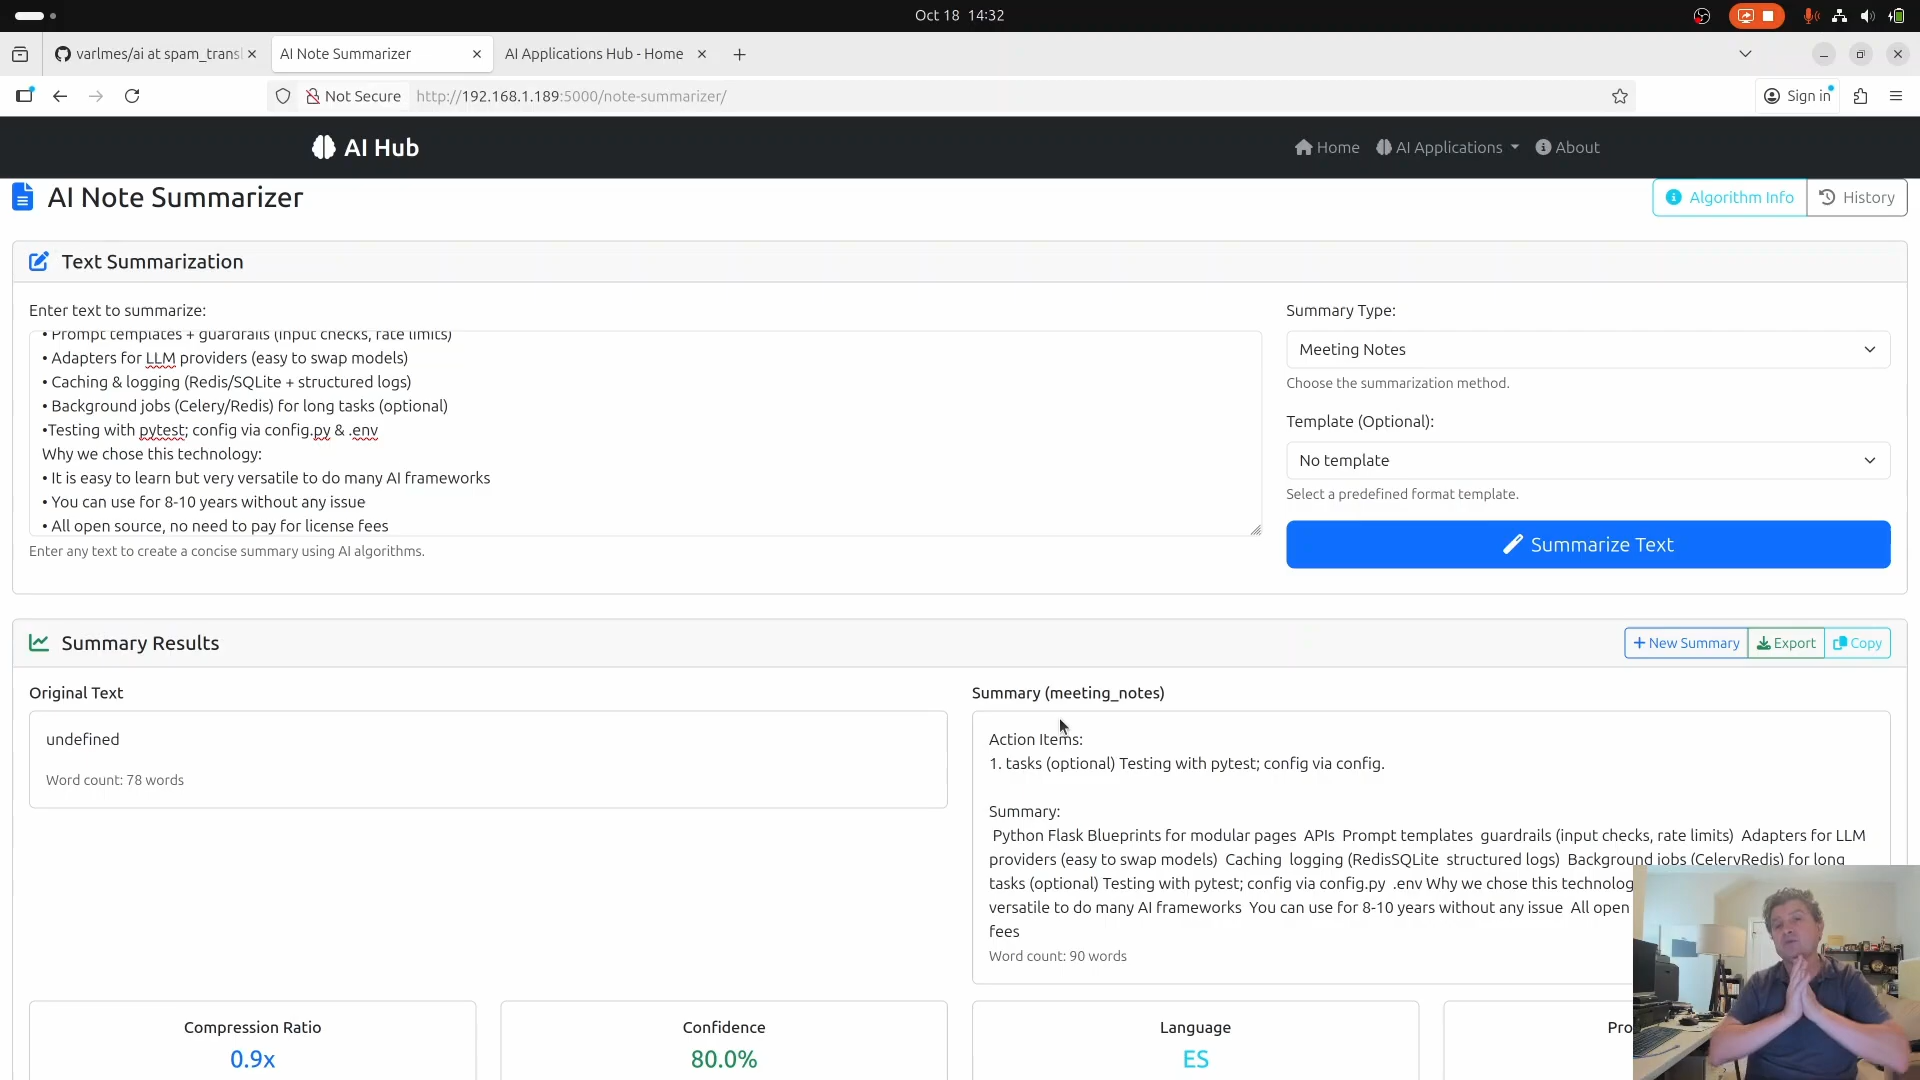 Oct 18 14:32
varlmes/ai at spam_trans
AI Note Summarizer
AI Applications Hub - Home
Not Secure
http://192.168.1.189:5000/note-summarizer/
Sign in
AI Hub
Home
AI Applications
About
AI Note Summarizer
Algorithm Info
History
Text Summarization
Enter text to summarize:
• Prompt templates + guardrails (input checks, rate limits)
• Adapters for LLM providers (easy to swap models)
• Caching & logging (Redis/SQLite + structured logs)
• Background jobs (Celery/Redis) for long tasks (optional)
•Testing with pytest; config via config.py & .env
Why we chose this technology:
• It is easy to learn but very versatile to do many AI frameworks
• You can use for 8-10 years without any issue
• All open source, no need to pay for license fees
Enter any text to create a concise summary using AI algorithms.
Summary Type:
Meeting Notes
Choose the summarization method.
Template (Optional):
No template
Select a predefined format template.
Summarize Text
Summary Results
New Summary
Export
Copy
Original Text
undefined
Word count: 78 words
Summary (meeting_notes)
Action Items:
1. tasks (optional) Testing with pytest; config via config.
Summary:
Python Flask Blueprints for modular pages APIs Prompt templates guardrails (input checks, rate limits) Adapters for LLM
providers (easy to swap models) Caching logging (RedisSQLite structured logs) Background jobs (CeleryRedis) for long
tasks (optional) Testing with pytest; config via config.py .env Why we chose this technolog
versatile to do many AI frameworks You can use for 8-10 years without any issue All open
fees
Word count: 90 words
Compression Ratio
0.9x
Confidence
80.0%
Language
ES
Pro